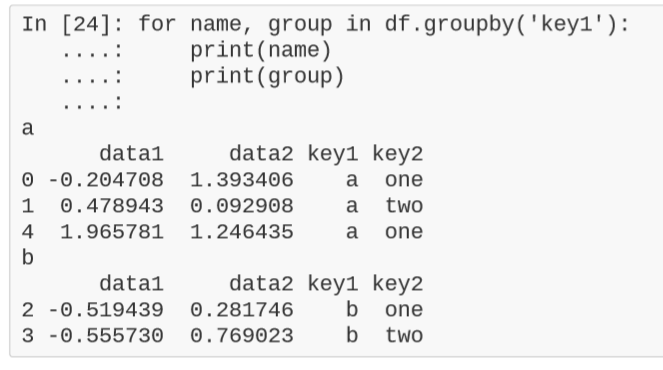 In [24]: for name, group in df.groupby('key1'):
   ....:     print(name)
   ....:     print(group)
   ....:
a
      data1     data2 key1 key2
0 -0.204708  1.393406    a  one
1  0.478943  0.092908    a  two
4  1.965781  1.246435    a  one
b
      data1     data2 key1 key2
2 -0.519439  0.281746    b  one
3 -0.555730  0.769023    b  two